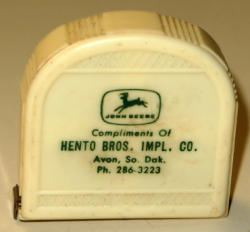 JOHN DEERE
Compliments Of
HENTO BROS. IMPL. CO.
Avon, So. Dak.
Ph. 286-3223